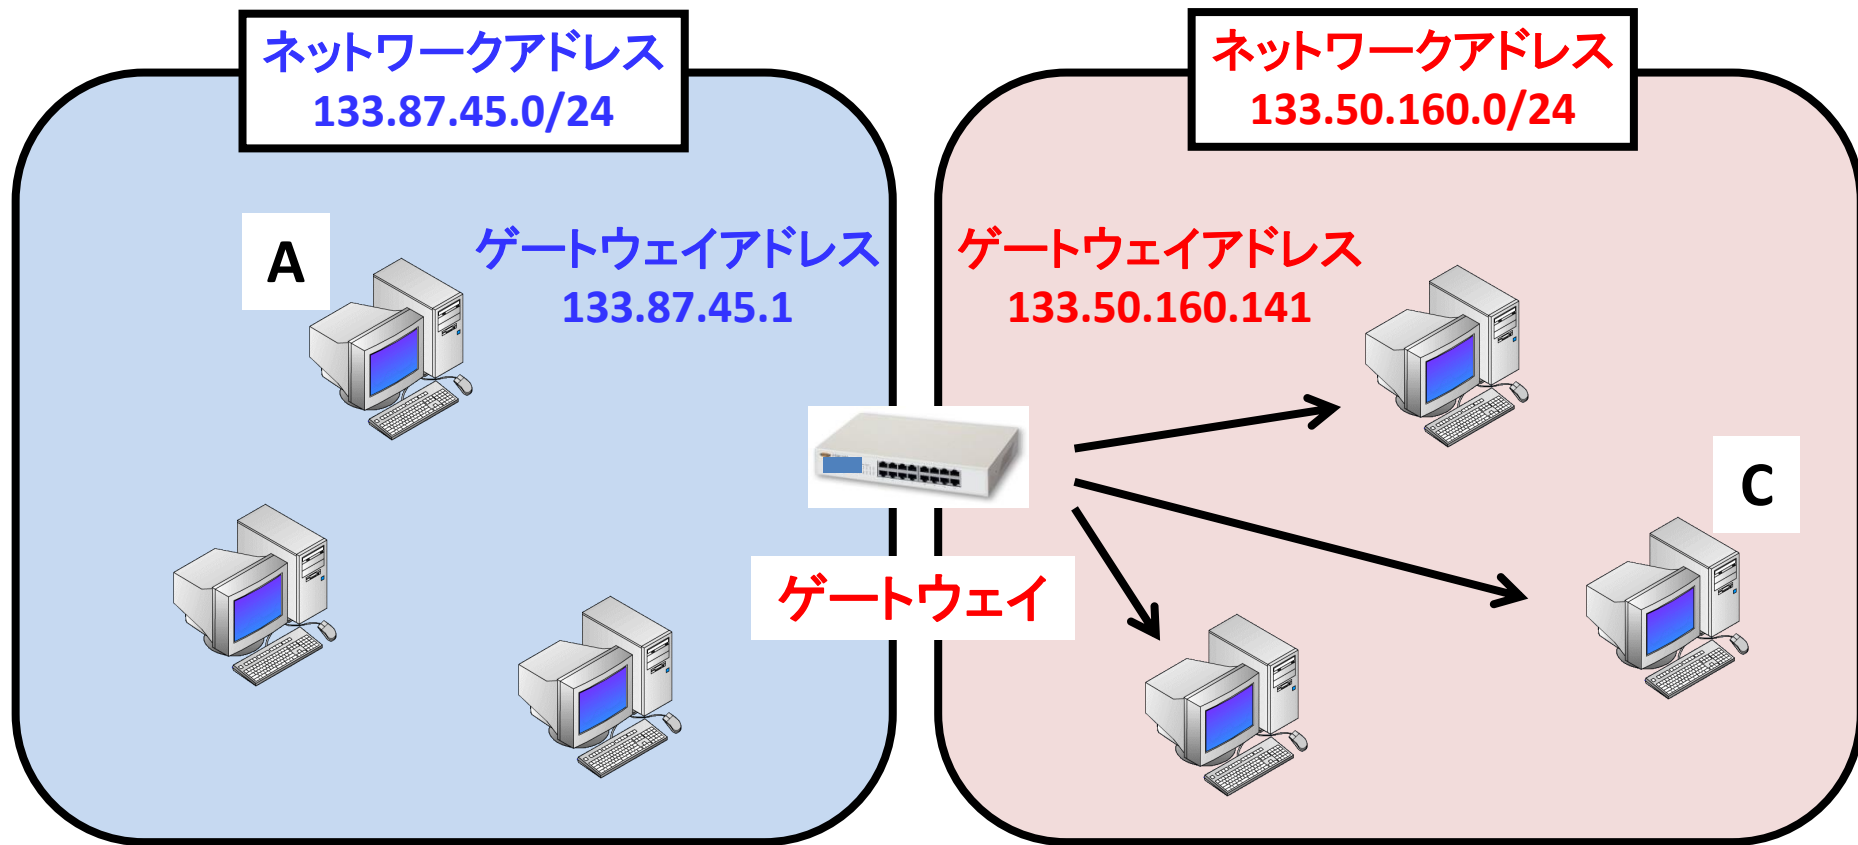 ネットワークアドレス
133.87.45.0/24
ネットワークアドレス
133.50.160.0/24
A
ゲートウェイアドレス
133.87.45.1
ゲートウェイアドレス
133.50.160.141
C
ゲートウェイ